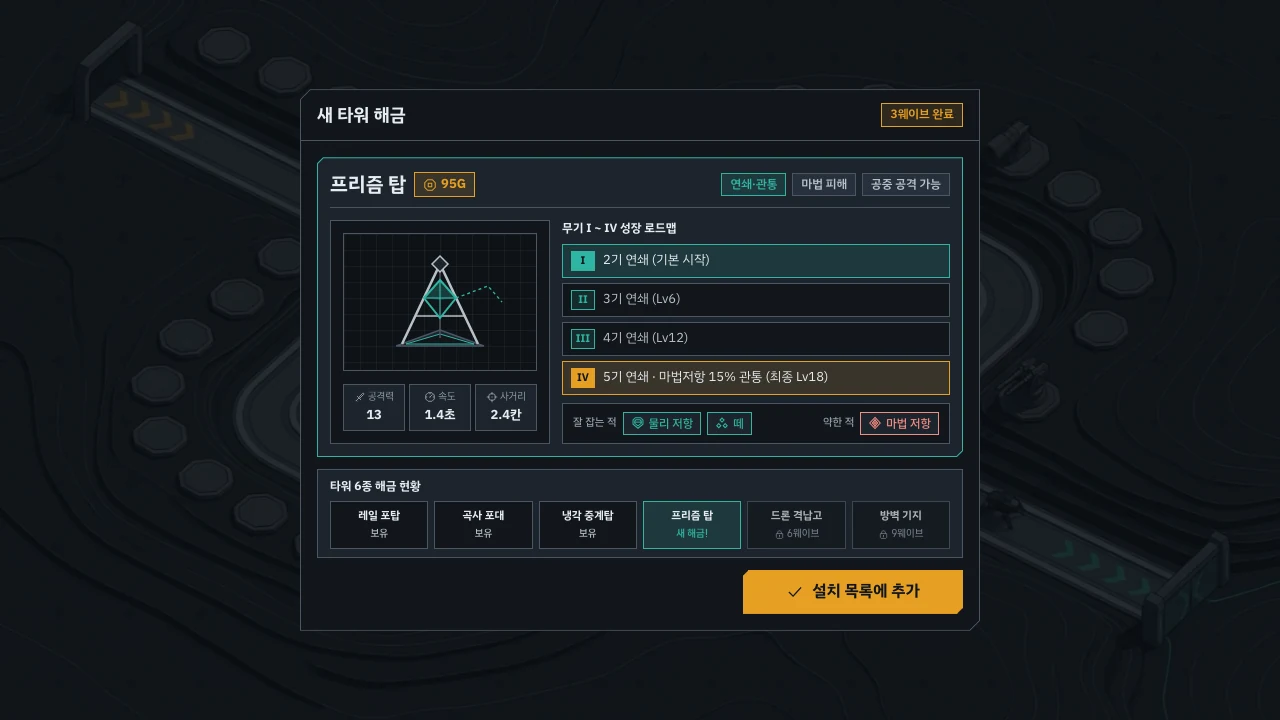 새 타워 해금
3웨이브 완료
프리즘 탑
95G
연쇄·관통
마법 피해
공중 공격 가능
공격력
13
속도
1.4초
사거리
2.4칸
무기 I ~ IV 성장 로드맵
I 2기 연쇄 (기본 시작)
II 3기 연쇄 (Lv6)
III 4기 연쇄 (Lv12)
IV 5기 연쇄 · 마법저항 15% 관통 (최종 Lv18)
잘 잡는 적 물리 저항 떼
약한 적 마법 저항
타워 6종 해금 현황
레일 포탑
보유
곡사 포대
보유
냉각 중계탑
보유
프리즘 탑
새 해금!
드론 격납고
6웨이브
방벽 기지
9웨이브
설치 목록에 추가